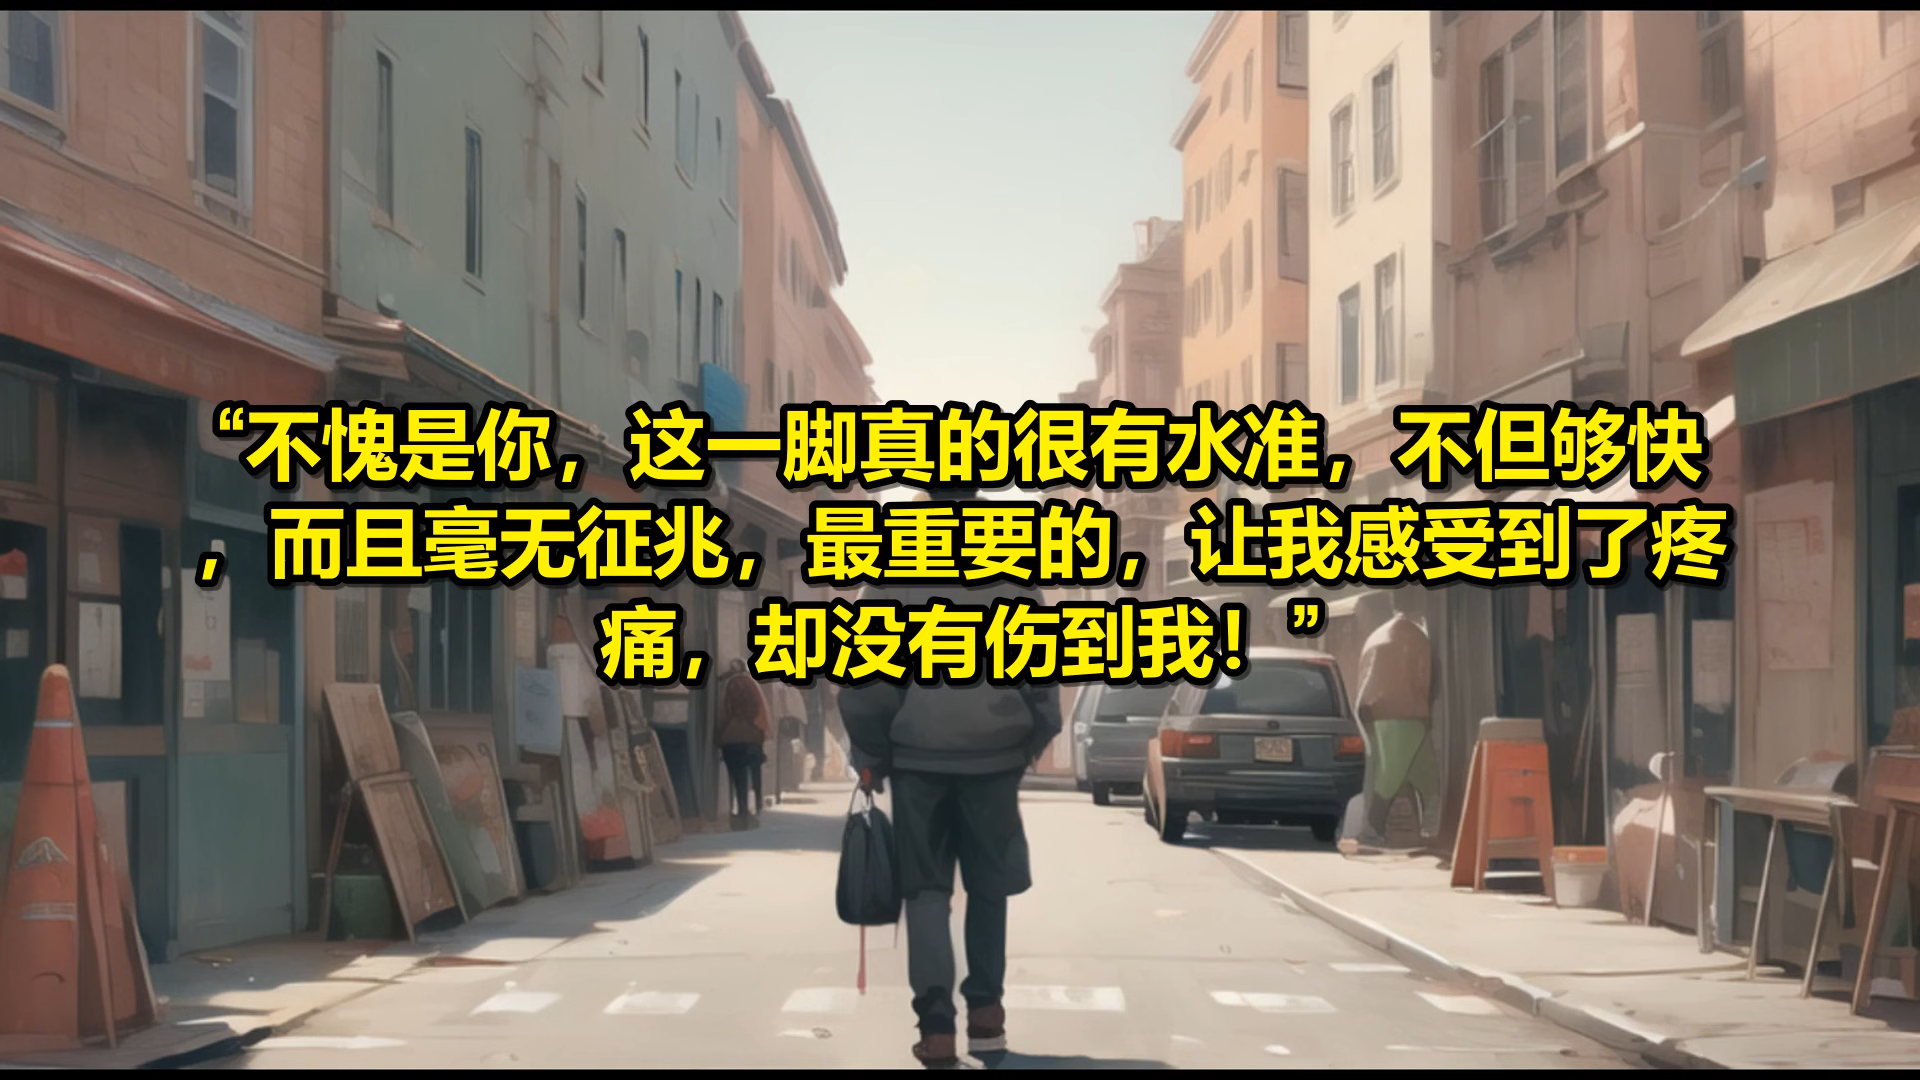 “不愧是你，这一脚真的很有水准，不但够快
，而且毫无征兆，最重要的，让我感受到了疼
痛，却没有伤到我！”